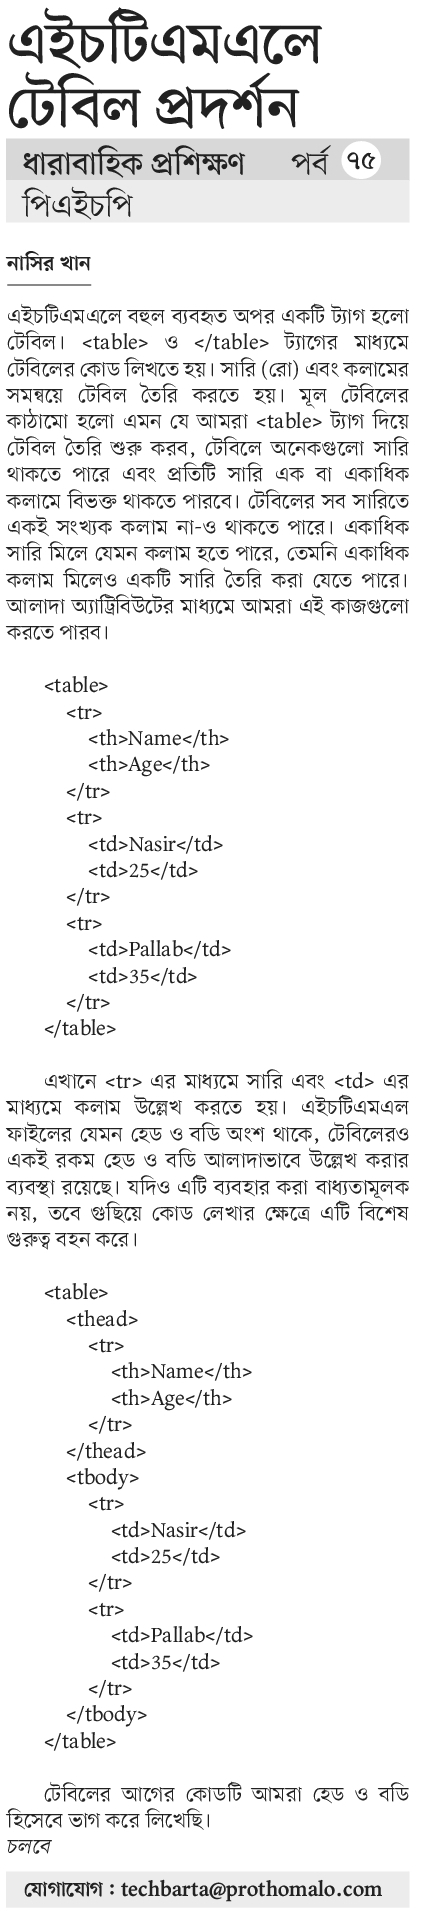 এইচটিএমএলে
টেবিল প্রদর্শন
ধারাবাহিক প্রশিক্ষণ পর্ব ৭৫
পিএইচপি
নাসির খান
এইচটিএমএলে বহুল ব্যবহৃত অপর একটি ট্যাগ হলো
টেবিল। <table> ও </table> ট্যাগের মাধ্যমে
টেবিলের কোড লিখতে হয়। সারি (রো) এবং কলামের
সমন্বয়ে টেবিল তৈরি করতে হয়। মূল টেবিলের
কাঠামো হলো এমন যে আমরা <table> ট্যাগ দিয়ে
টেবিল তৈরি শুরু করব, টেবিলে অনেকগুলো সারি
থাকতে পারে এবং প্রতিটি সারি এক বা একাধিক
কলামে বিভক্ত থাকতে পারবে। টেবিলের সব সারিতে
একই সংখ্যক কলাম না-ও থাকতে পারে। একাধিক
সারি মিলে যেমন কলাম হতে পারে, তেমনি একাধিক
কলাম মিলেও একটি সারি তৈরি করা যেতে পারে।
আলাদা অ্যাট্রিবিউটের মাধ্যমে আমরা এই কাজগুলো
করতে পারব।
<table>
<tr>
<th>Name</th>
<th>Age</th>
</tr>
<tr>
<td>Nasir</td>
<td>25</td>
</tr>
<tr>
<td>Pallab</td>
<td>35</td>
</tr>
</table>
এখানে <tr> এর মাধ্যমে সারি এবং <td> এর
মাধ্যমে কলাম উল্লেখ করতে হয়। এইচটিএমএল
ফাইলের যেমন হেড ও বডি অংশ থাকে, টেবিলেরও
একই রকম হেড ও বডি আলাদাভাবে উল্লেখ করার
ব্যবস্থা রয়েছে। যদিও এটি ব্যবহার করা বাধ্যতামূলক
নয়, তবে গুছিয়ে কোড লেখার ক্ষেত্রে এটি বিশেষ
গুরুত্ব বহন করে।
<table>
<thead>
<tr>
<th>Name</th>
<th>Age</th>
</tr>
</thead>
<tbody>
<tr>
<td>Nasir</td>
<td>25</td>
</tr>
<tr>
<td>Pallab</td>
<td>35</td>
</tr>
</tbody>
</table>
টেবিলের আগের কোডটি আমরা হেড ও বডি
হিসেবে ভাগ করে লিখেছি।
চলবে
যোগাযোগ : techbarta@prothomalo.com